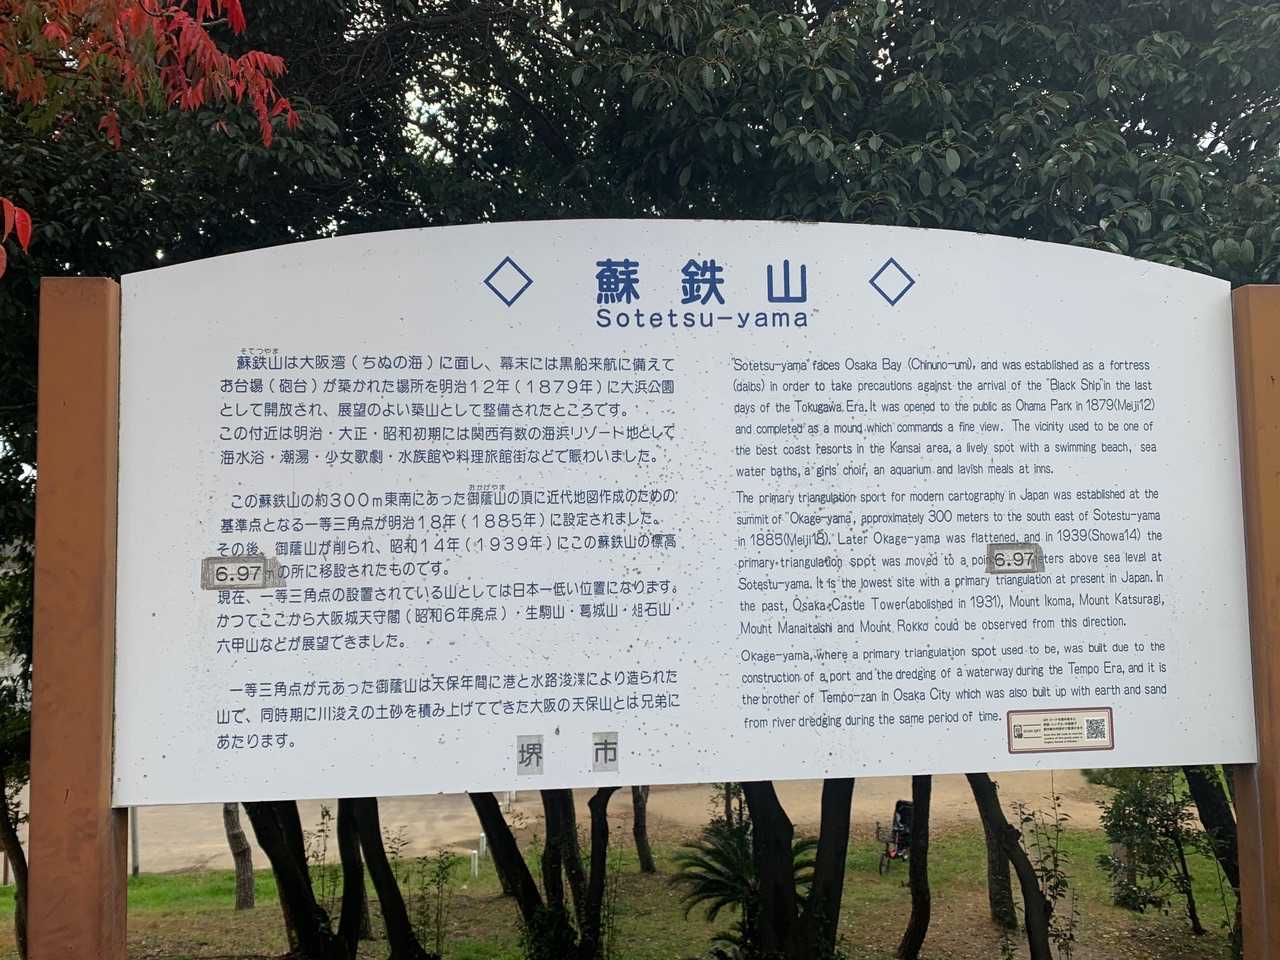 ◇ 蘇鉄山 ◇
Sotetsu-yama
そてつやま
蘇鉄山は大阪湾(ちぬの海)に面し、幕末には黒船来航に備えて
お台場(砲台)が築かれた場所を明治12年(1879年)に大浜公園
として開放され、展望のよい築山として整備されたところです。
この付近は明治・大正・昭和初期には関西有数の海浜リゾート地として
海水浴・潮湯・少女歌劇・水族館や料理旅館街などで賑わいました。
おかげやま
この蘇鉄山の約300m東南にあった御蔭山の頂に近代地図作成のための
基準点となる一等三角点が明治18年(1885年)に設定されました。
その後、御蔭山が削られ、昭和14年(1939年)にこの蘇鉄山の標高
6.97mの所に移設されたものです。
現在、一等三角点の設置されている山としては日本一低い位置になります。
かつてここから大阪城天守閣(昭和6年廃点)・生駒山・葛城山・俎石山・
六甲山などが展望できました。
一等三角点が元あった御蔭山は天保年間に港と水路浚渫により造られた
山で、同時期に川浚えの土砂を積み上げてできた大阪の天保山とは兄弟に
あたります。
堺市
"Sotetsu-yama" faces Osaka Bay (Chinuno-umi), and was established as a fortress
(daibs) in order to take precautions against the arrival of the "Black Ship"in the last
days of the Tokugawa Era. It was opened to the public as Ohama Park in 1879(Meiji12)
and completed as a mound which commands a fine view. The vicinity used to be one of
the best coast resorts in the Kansai area, a lively spot with a swimming beach, sea
water baths, a girls' choir, an aquarium and lavish meals at inns.
The primary triangulation sport for modern cartography in Japan was established at the
summit of "Okage-yama", approximately 300 meters to the south east of Sotestu-yama
in 1885(Meiji18). Later Okage-yama was flattened, and in 1939(Showa14) the
primary triangulation spot was moved to a 6.97 above sea level at
Sotesu-yama. It is the lowest site with a primary triangulation at present in Japan. In
the past, Osaka Castle Tower(abolished in 1931), Mount Ikoma, Mount Katsuragi,
Mount Manaitaishi and Mount Rokko could be observed from this direction.
Okage-yama, where a primary triangulation spot used to be, was built due to the
construction of a port and the dredging of a waterway during the Tempo Era, and it is
the brother of Tempo-zan in Osaka City which was also built up with earth and sand
from river dredging during the same period of time.